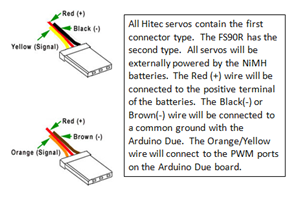 Red (+)
Black (-)
Yellow (Signal)
Red (+)
Brown (-)
Orange (Signal)
All Hitec servos contain the first
connector type. The FS90R has the
second type. All servos will be
externally powered by the NiMH
batteries. The Red (+) wire will be
connected to the positive terminal
of the batteries. The Black(-) or
Brown(-) wire will be connected to
a common ground with the
Arduino Due. The Orange/Yellow
wire will connect to the PWM ports
on the Arduino Due board.